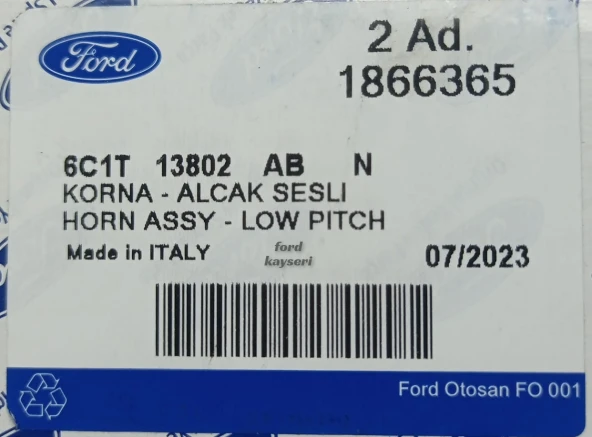 Ford
2 Ad.
1866365
6C1T 13802 AB N
KORNA - ALCAK SESLI
HORN ASSY - LOW PITCH
Made in ITALY
ford
kayseri
07/2023
Ford Otosan FO 001